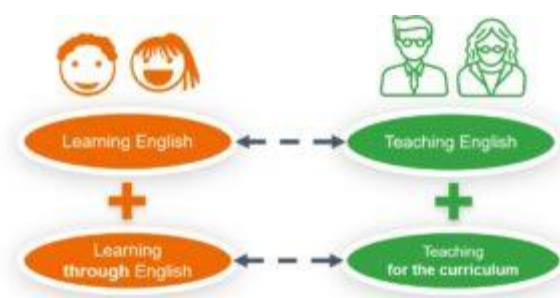 Learning English
Teaching English
Learning
through English
Teaching
for the curriculum